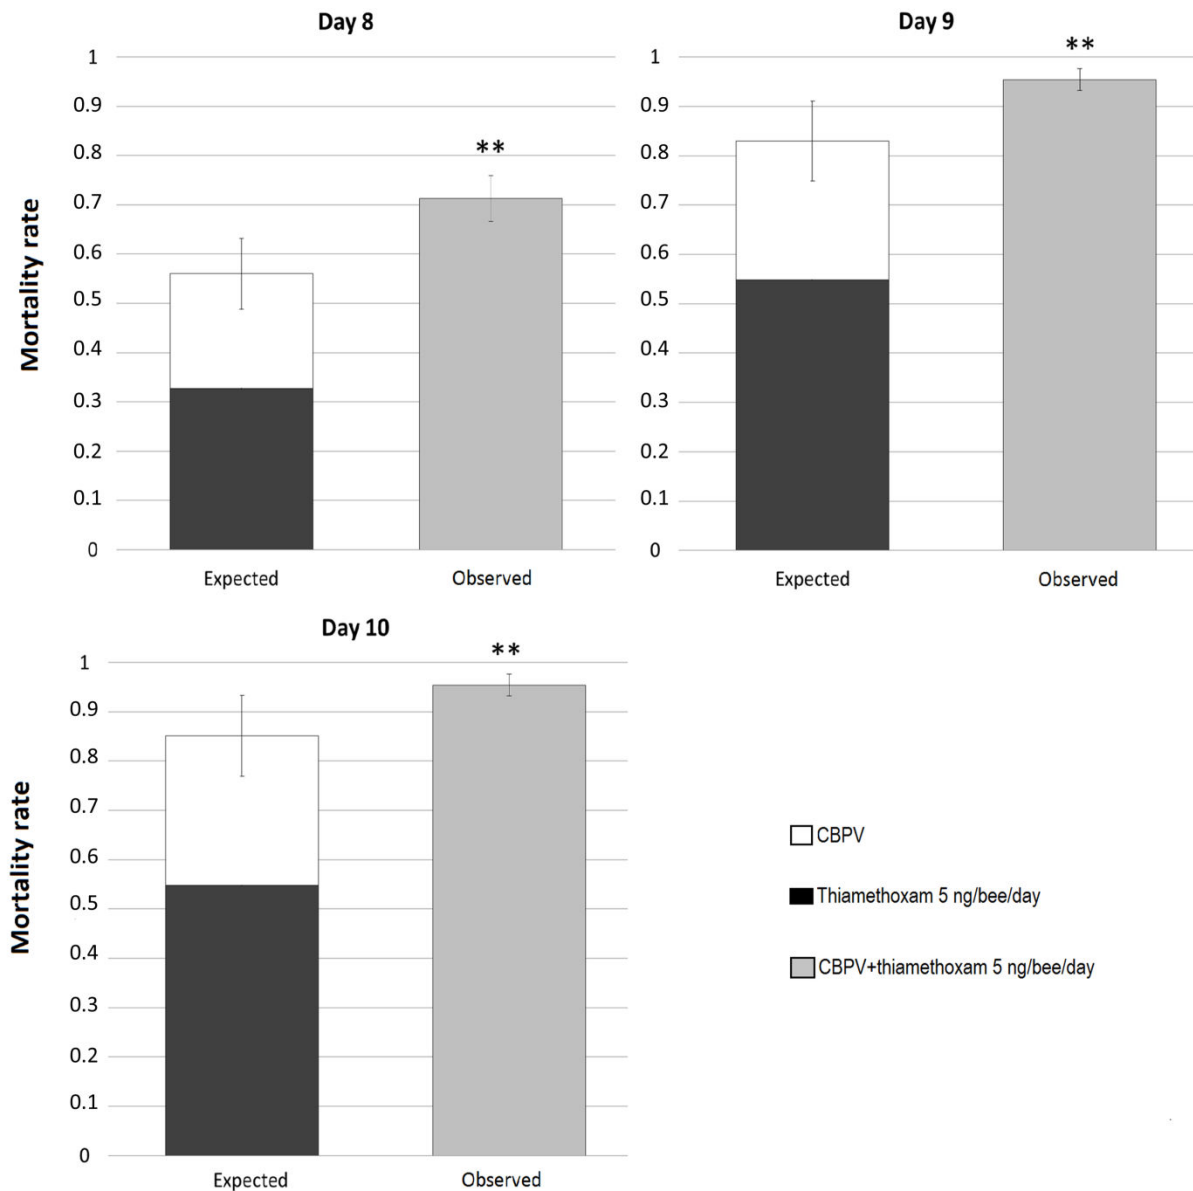 Day 8
Day 9
**
**
1
0.9
0.8
0.7
0.6
0.5
0.4
0.3
0.2
0.1
0
Mortality rate
Expected
Observed
1
0.9
0.8
0.7
0.6
0.5
0.4
0.3
0.2
0.1
0
Expected
Observed
Day 10
**
1
0.9
0.8
0.7
0.6
0.5
0.4
0.3
0.2
0.1
0
Mortality rate
Expected
Observed
CBPV
Thiamethoxam 5 ng/bee/day
CBPV+thiamethoxam 5 ng/bee/day